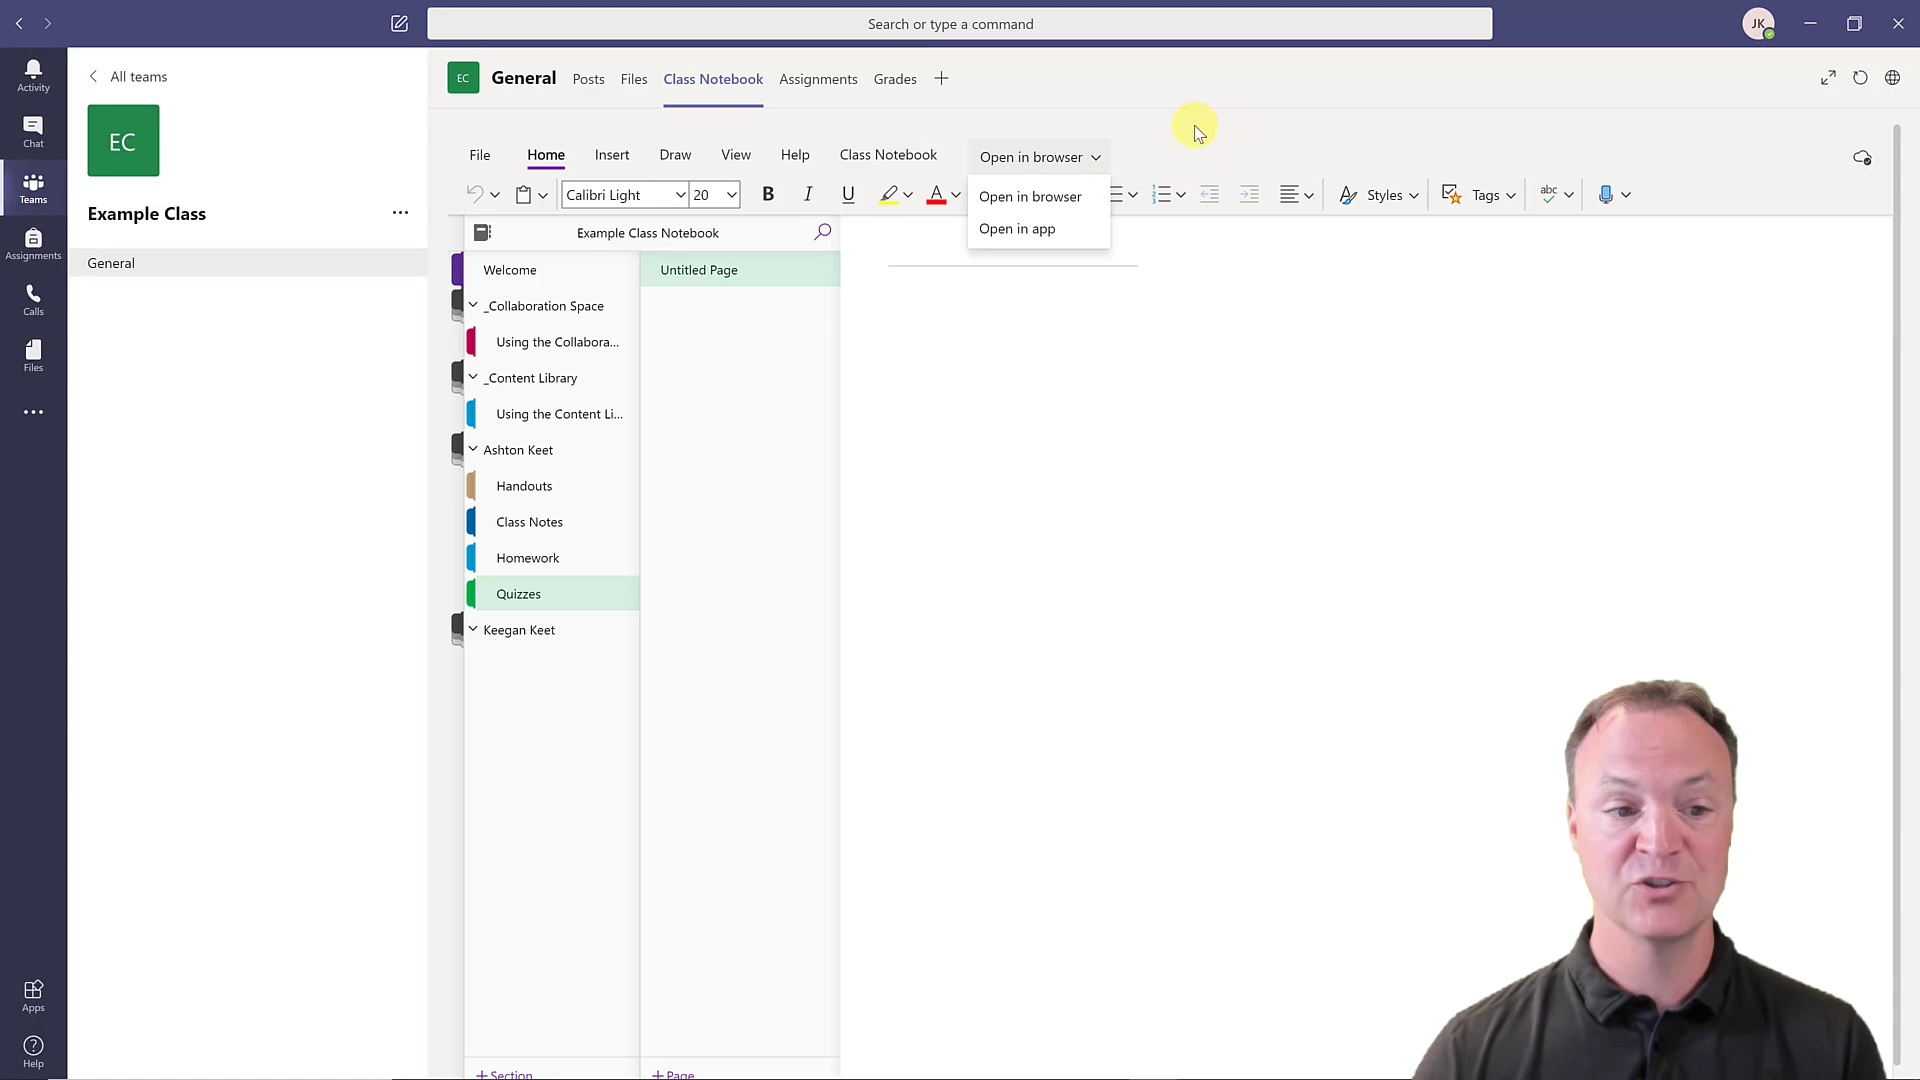 Search or type a command
JK
Activity
Chat
Teams
Assignments
Calls
Files
Apps
Help
All teams
EC
Example Class
General
EC
General
Posts
Files
Class Notebook
Assignments
Grades
File
Home
Insert
Draw
View
Help
Class Notebook
Open in browser
Calibri Light
20
B
I
U
A
Styles
Tags
abc
Open in browser
Open in app
Example Class Notebook
Welcome
_Collaboration Space
Using the Collabora...
_Content Library
Using the Content Li...
Ashton Keet
Handouts
Class Notes
Homework
Quizzes
Keegan Keet
Untitled Page
+ Section
+ Page